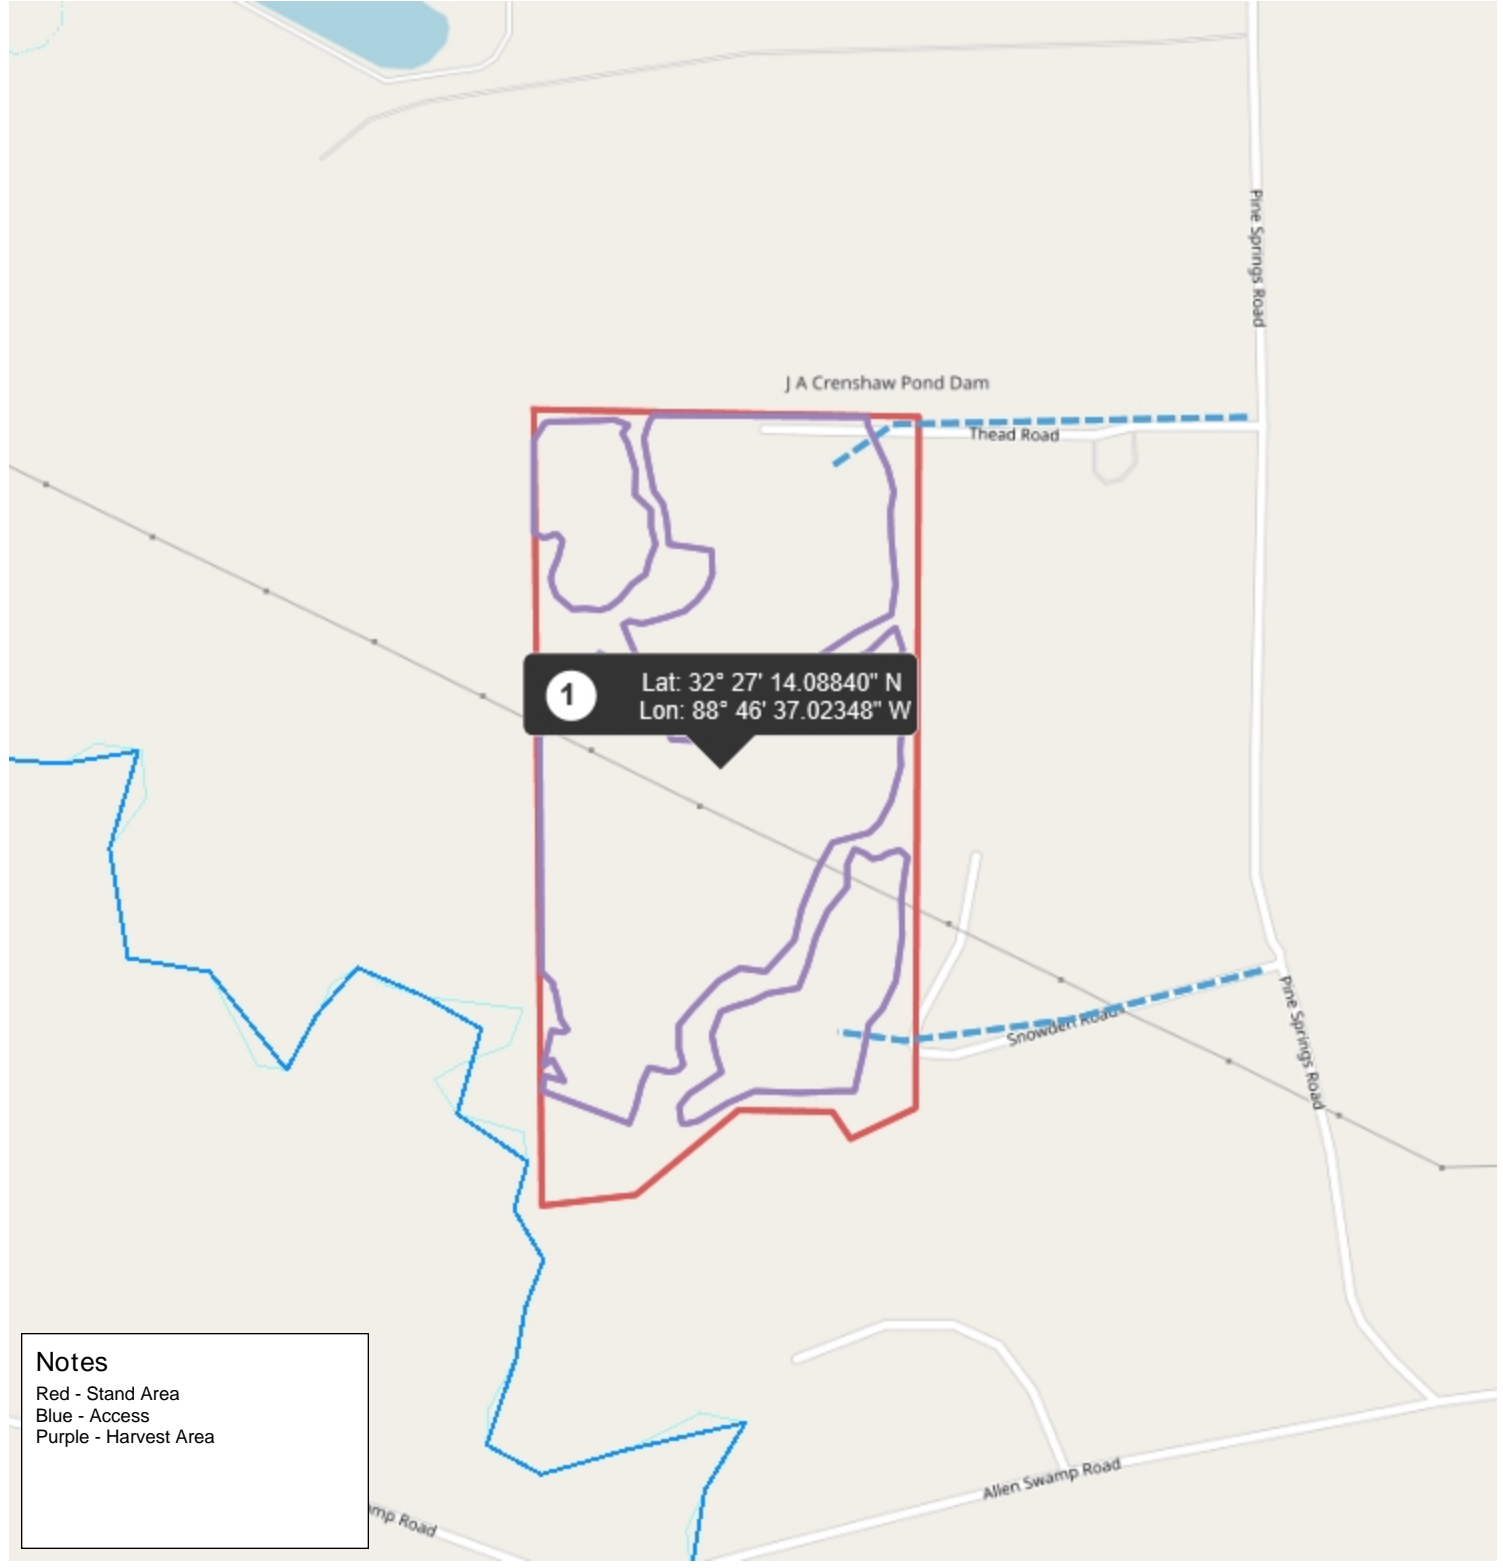 Pine Springs Road
J A Crenshaw Pond Dam
Thead Road
1
Lat: 32° 27' 14.08840" N
Lon: 88° 46' 37.02348" W
Snowden Road
Pine Springs Road
Notes
Red - Stand Area
Blue - Access
Purple - Harvest Area
Allen Swamp Road
Road